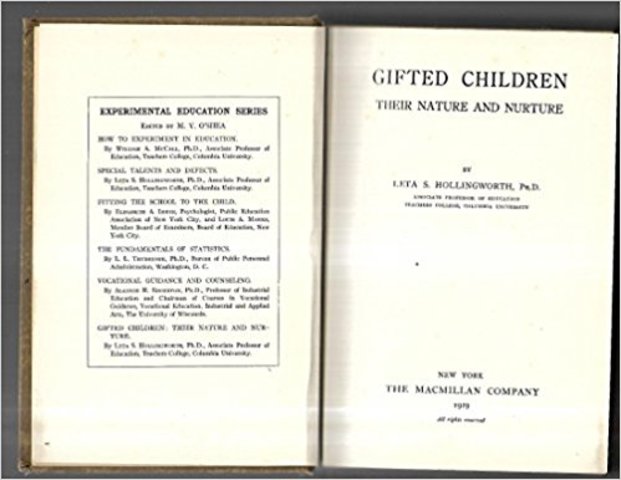 EXPERIMENTAL EDUCATION SERIES
EDITED BY M. V. O'SHEA
HOW TO EXPERIMENT IN EDUCATION.
By WILLIAM A. McCALL, Ph.D., Associate Professor of
Education, Teachers College, Columbia University.
SPECIAL TALENTS AND DEFECTS.
By LETA S. HOLLINGWORTH, Ph.D., Associate Professor of
Education, Teachers College, Columbia University.
FITTING THE SCHOOL TO THE CHILD.
By ELISABETH A. IRWIN, Psychologist, Public Education
Association of New York City, and LOUIS A. MARKS,
Member Board of Examiners, Board of Education, New
York City.
THE FUNDAMENTALS OF STATISTICS.
By L. L. THURSTONE, Ph.D., Bureau of Public Personnel
Administration, Washington, D. C.
VOCATIONAL GUIDANCE AND COUNSELING.
By Ph.D., Professor of Industrial
Education and Chairman of Courses in Vocational
Guidance, Vocational Education, Industrial and Applied
Arts, The University of Wisconsin.
GIFTED CHILDREN: THEIR NATURE AND NUR-
TURE.
By LETA S. HOLLINGWORTH, Ph.D., Associate Professor of
Education, Teachers College, Columbia University.
GIFTED CHILDREN
THEIR NATURE AND NURTURE
BY
LETA S. HOLLINGWORTH, PH.D.
ASSOCIATE PROFESSOR OF EDUCATION
TEACHERS COLLEGE, COLUMBIA UNIVERSITY
NEW YORK
THE MACMILLAN COMPANY
1929
All rights reserved